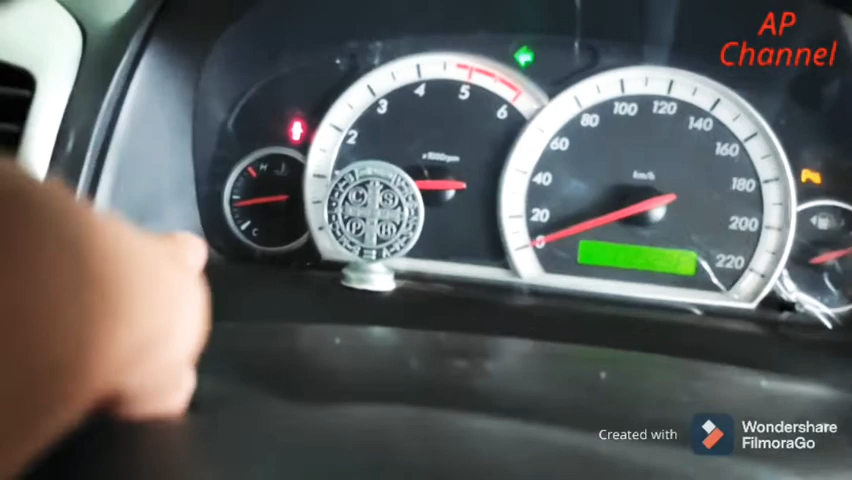 AP
Channel
2
3
4
5
6
x1000rpm
H
C
0
20
40
60
80
100
120
140
160
180
200
220
km/h
C S
P B
Created with
Wondershare
FilmoraGo